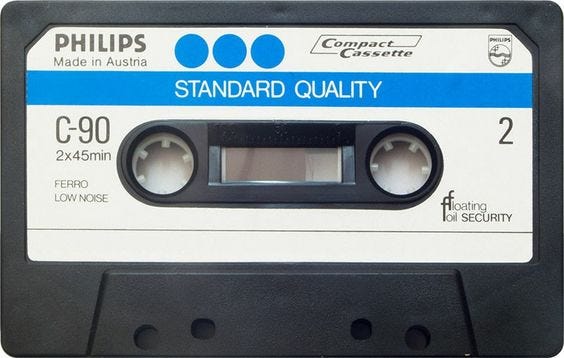 PHILIPS
Made in Austria
Compact
Cassette
PHILIPS
STANDARD QUALITY
C-90
2x45min
2
FERRO
LOW NOISE
floating
foil SECURITY